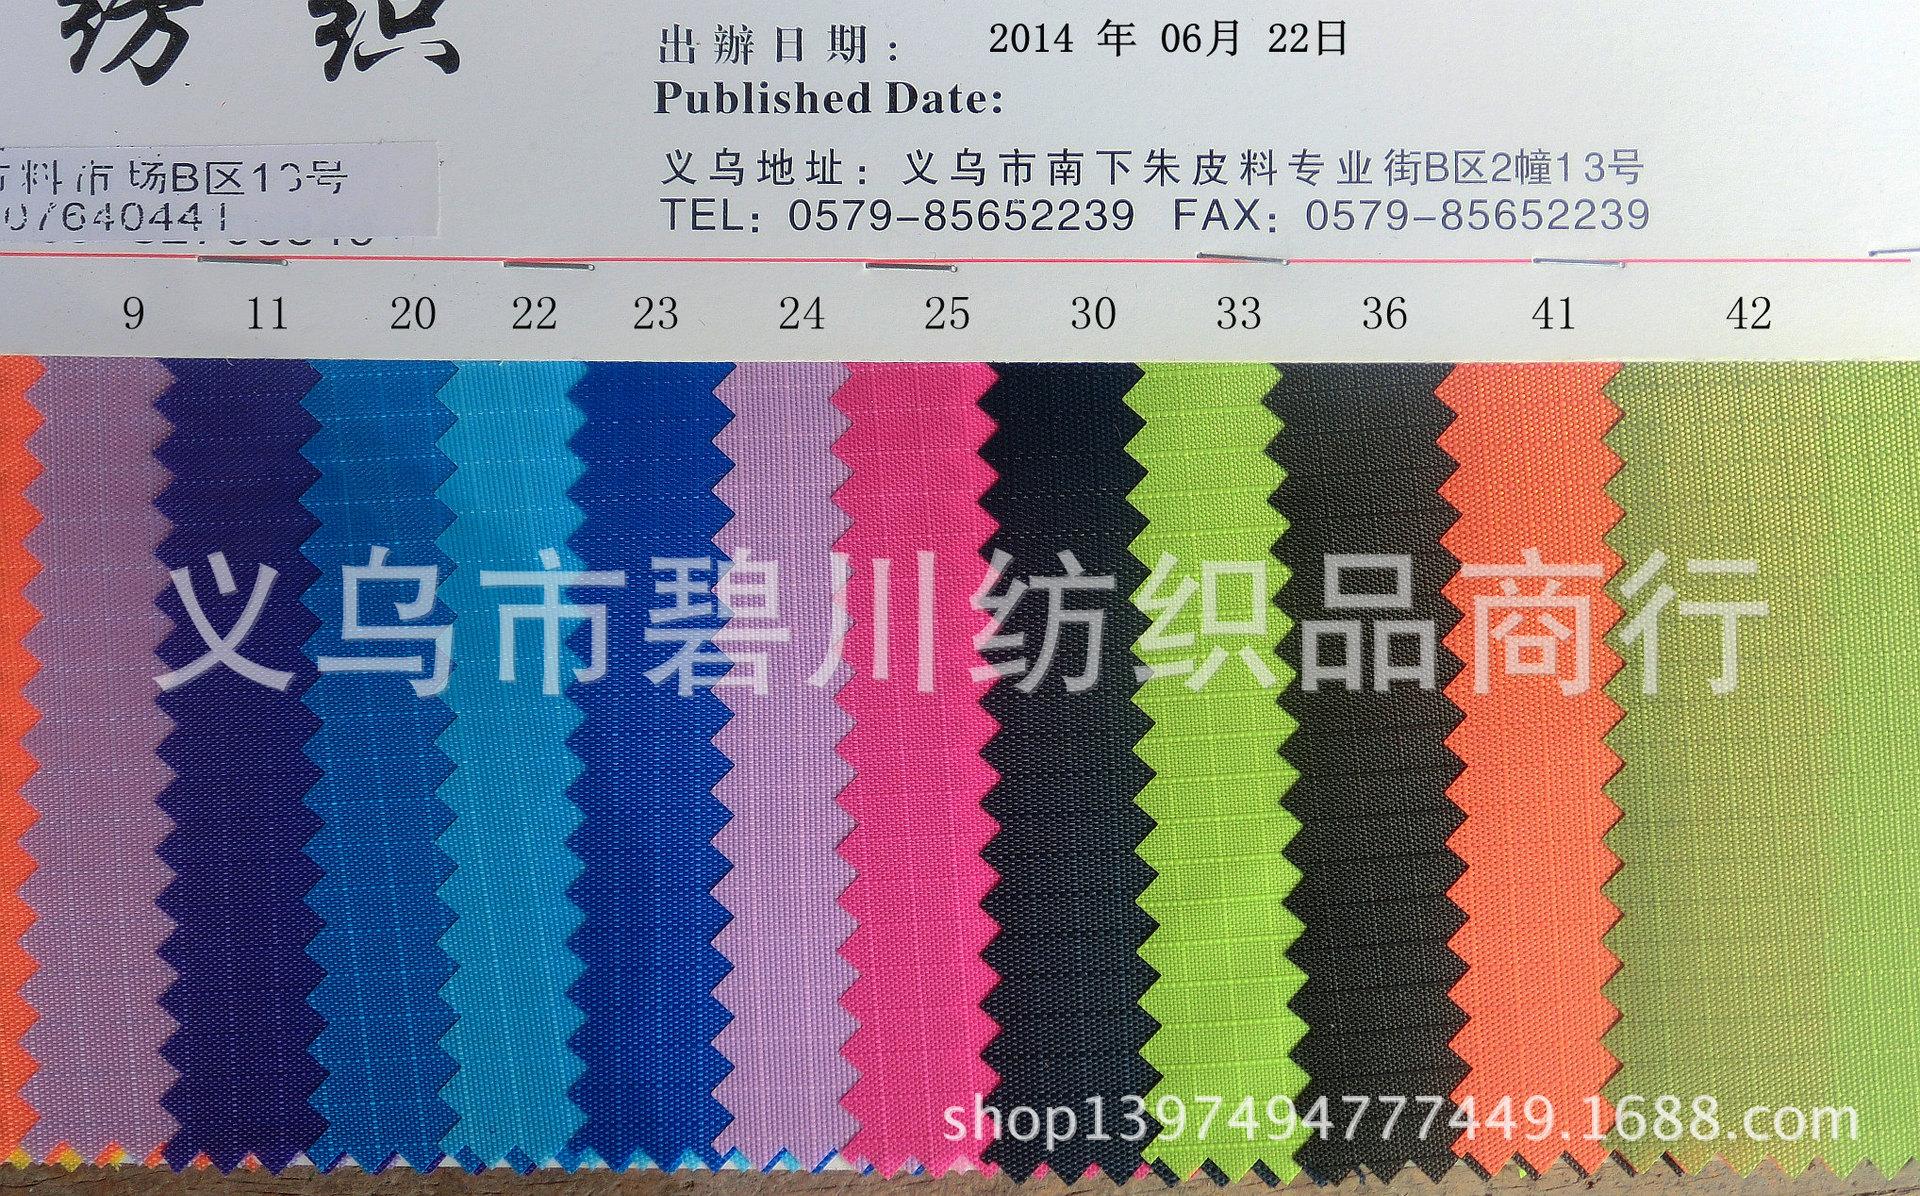 纺 织
出辦日期： 2014 年 06月 22日
Published Date:
料市场B区13号
07640441
义乌地址：义乌市南下朱皮料专业街B区2幢13号
TEL：0579-85652239 FAX：0579-85652239
9 11 20 22 23 24 25 30 33 36 41 42
义乌市碧川纺织品商行
shop1397494777449.1688.com